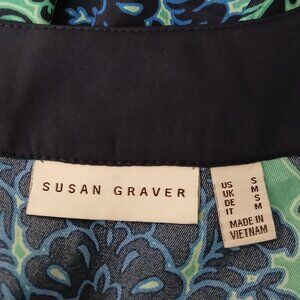 SUSAN GRAVER
US S
UK M
DE S
IT M
MADE IN
VIETNAM